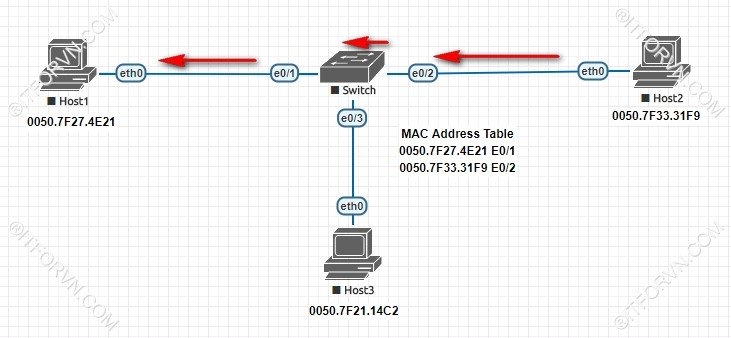 eth0
e0/1
e0/2
eth0
Host1
Switch
Host2
0050.7F27.4E21
0050.7F33.31F9
e0/3
MAC Address Table
0050.7F27.4E21 E0/1
0050.7F33.31F9 E0/2
eth0
Host3
0050.7F21.14C2
@ITFORVN.COM
@ITFORVN.COM
@ITFORVN.COM
@ITFORVN.COM